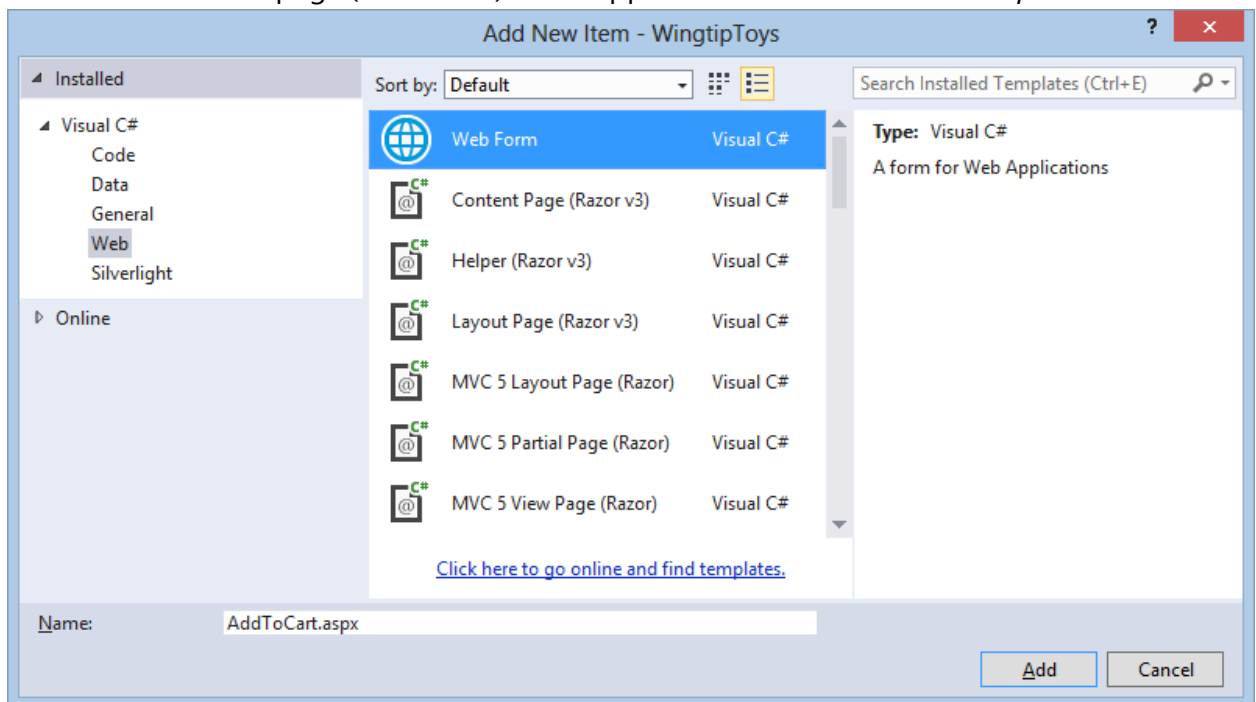 page (
Add New Item - WingtipToys
?
Installed
Sort by: Default
Search Installed Templates (Ctrl+E)
Visual C#
Code
Data
General
Web
Silverlight
Online
Web Form Visual C#
Content Page (Razor v3) Visual C#
Helper (Razor v3) Visual C#
Layout Page (Razor v3) Visual C#
MVC 5 Layout Page (Razor) Visual C#
MVC 5 Partial Page (Razor) Visual C#
MVC 5 View Page (Razor) Visual C#
Click here to go online and find templates.
Type: Visual C#
A form for Web Applications
Name: AddToCart.aspx
Add Cancel